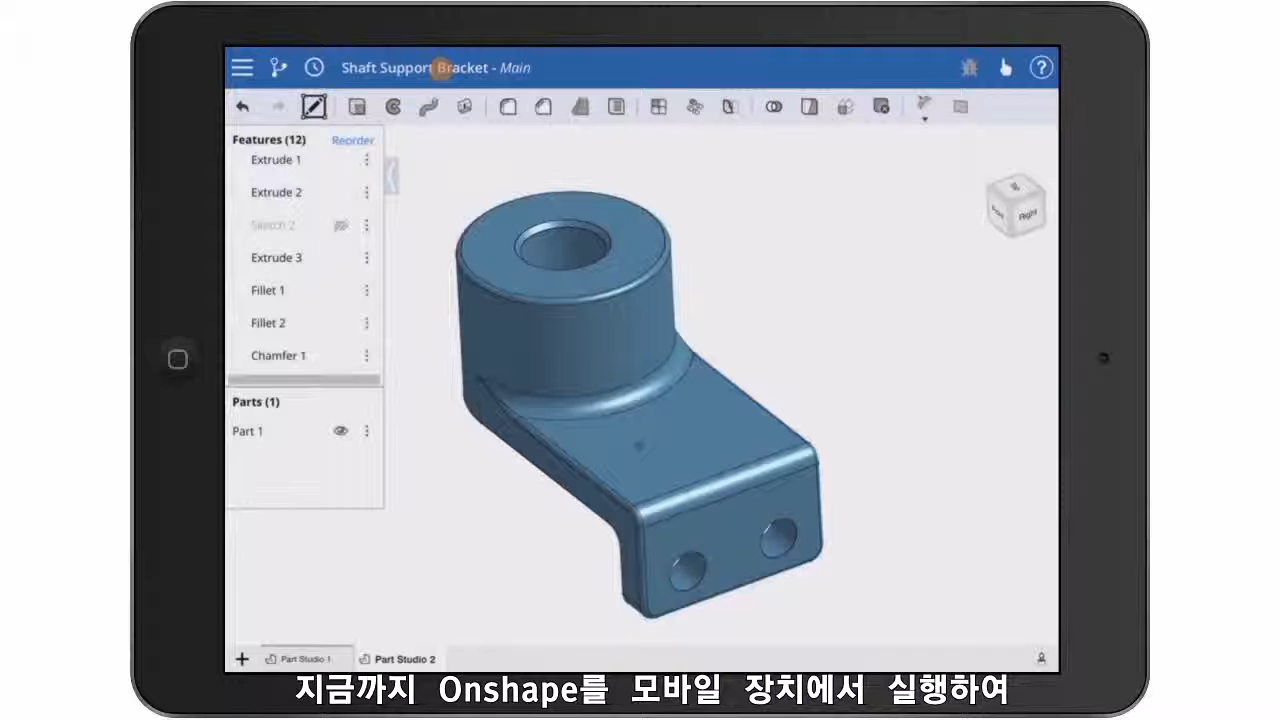 Shaft Support Bracket - Main
Features (12) Reorder
Extrude 1
Extrude 2
Sketch 2
Extrude 3
Fillet 1
Fillet 2
Chamfer 1
Parts (1)
Part 1
Right
Part Studio 1
Part Studio 2
지금까지 Onshape를 모바일 장치에서 실행하여